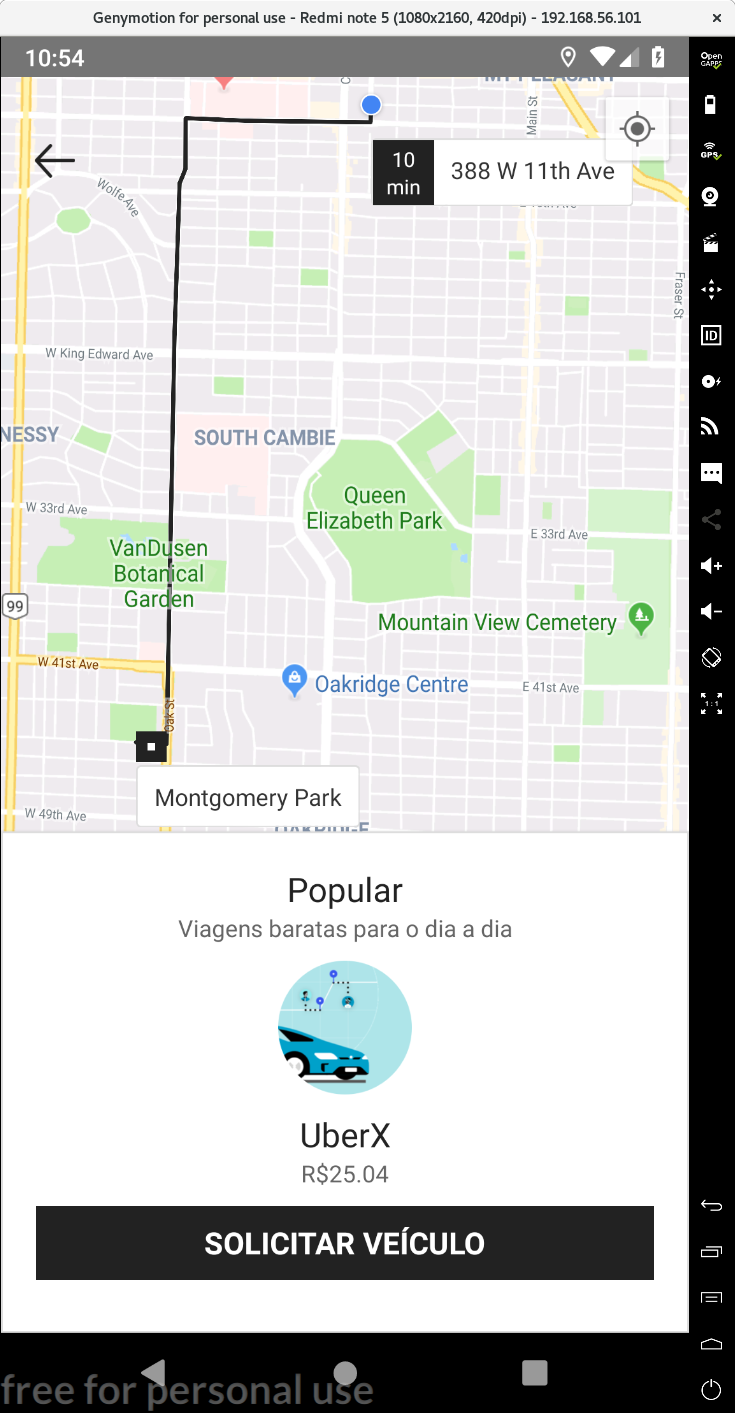 Genymotion for personal use - Redmi note 5 (1080x2160, 420dpi) - 192.168.56.101
10:54
Open
GAPPS
MT PLEASANT
Main St
10
min
388 W 11th Ave
GPS
Wolfe Ave
Fraser St
ID
W King Edward Ave
NESSY
SOUTH CAMBIE
Queen
Elizabeth Park
W 33rd Ave
E 33rd Ave
VanDusen
Botanical
Garden
99
Mountain View Cemetery
W 41st Ave
Oakridge Centre
E 41st Ave
1:1
Oak St
Montgomery Park
W 49th Ave
OAKRIDGE
Popular
Viagens baratas para o dia a dia
UberX
R$25.04
SOLICITAR VEÍCULO
free for personal use